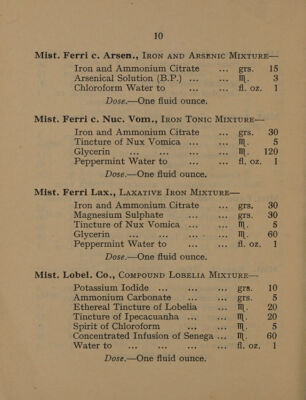 10
Mist. Ferri c. Arsen., Iron and Arsenic Mixture—
Iron and Ammonium Citrate ... grs. 15
Arsenical Solution (B.P.) ... ... ♏. 3
Chloroform Water to ... ... fl. oz. 1
Dose.—One fluid ounce.
Mist. Ferri c. Nuc. Vom., Iron Tonic Mixture—
Iron and Ammonium Citrate ... grs. 30
Tincture of Nux Vomica ... ... ♏. 5
Glycerin ... ... ... ... ♏. 120
Peppermint Water to ... ... fl. oz. 1
Dose.—One fluid ounce.
Mist. Ferri Lax., Laxative Iron Mixture—
Iron and Ammonium Citrate ... grs. 30
Magnesium Sulphate ... ... grs. 30
Tincture of Nux Vomica ... ... ♏. 5
Glycerin ... ... ... ... ♏. 60
Peppermint Water to ... ... fl. oz. 1
Dose.—One fluid ounce.
Mist. Lobel. Co., Compound Lobelia Mixture—
Potassium Iodide ... ... ... grs. 10
Ammonium Carbonate ... ... grs. 5
Ethereal Tincture of Lobelia ... ♏. 20
Tincture of Ipecacuanha ... ... ♏. 20
Spirit of Chloroform ... ... ♏. 5
Concentrated Infusion of Senega ... ♏. 60
Water to ... ... ... ... fl. oz. 1
Dose.—One fluid ounce.